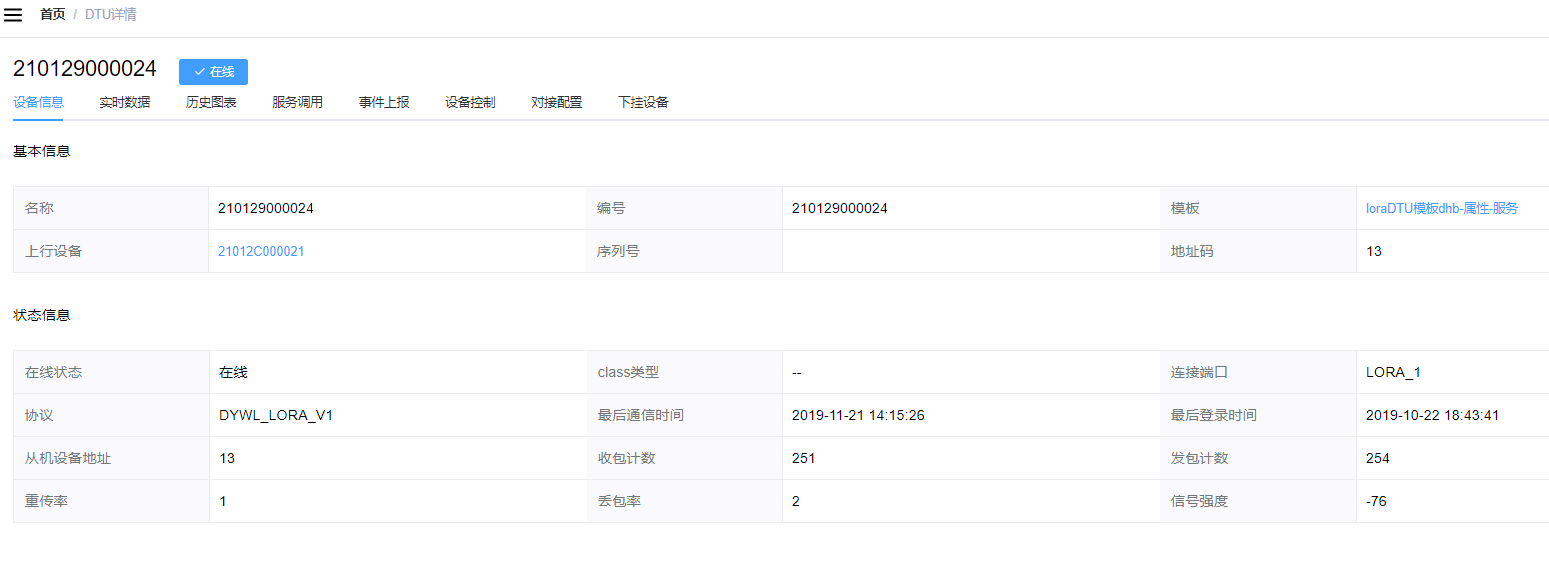 首页 / DTU详情
210129000024 在线
设备信息 实时数据 历史图表 服务调用 事件上报 设备控制 对接配置 下挂设备
基本信息
名称 210129000024 编号 210129000024 模板 loraDTU模板dhb-属性-服务
上行设备 21012C000021 序列号 地址码 13
状态信息
在线状态 在线 class类型 -- 连接端口 LORA_1
协议 DYWL_LORA_V1 最后通信时间 2019-11-21 14:15:26 最后登录时间 2019-10-22 18:43:41
从机设备地址 13 收包计数 251 发包计数 254
重传率 1 丢包率 2 信号强度 -76